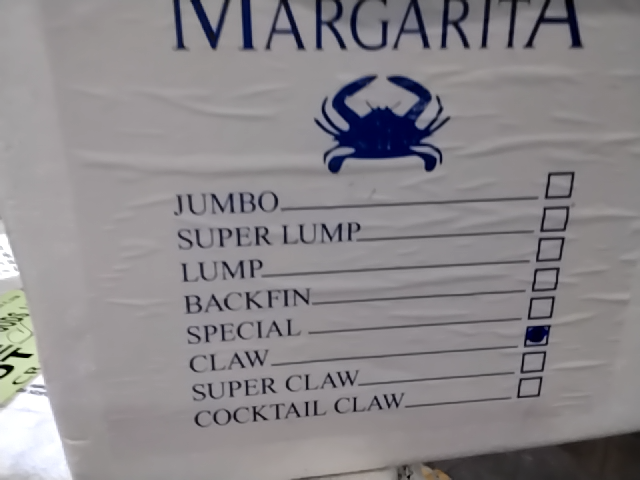 MARGARITA
JUMBO
SUPER LUMP
LUMP
BACKFIN
SPECIAL
CLAW
SUPER CLAW
COCKTAIL CLAW